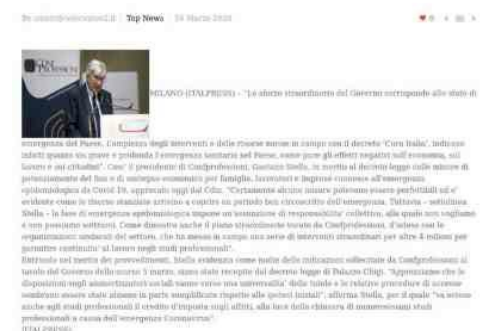 Top News
MILANO (ITALPRESS) – "Lo sforzo straordinario del Governo corrisponde allo stato di
emergenza del Paese. L'ampiezza degli interventi e delle risorse messe in campo con il decreto 'Cura Italia', indicano
infatti quanto sia grave e profonda l'emergenza sanitaria nel Paese, come pure gli effetti negativi sull'economia, sul
lavoro e sui cittadini". Così il presidente di Confprofessioni, Gaetano Stella, in merito al decreto legge sulle misure di
potenziamento del Ssn e di sostegno economico per famiglie, lavoratori e imprese connesse all'emergenza
epidemiologica da Covid 19, approvato oggi dal Cdm. "Certamente alcune misure potevano essere perfettibili ed e'
evidente come le risorse stanziate arrivino a coprire un periodo ben circoscritto dell'emergenza. Tuttavia – sottolinea
Stella – la fase di emergenza epidemiologica impone un'assunzione di responsabilita' collettiva, alla quale non vogliamo
e non possiamo sottrarci. Come dimostra anche il piano straordinario varato da Confprofessioni, d'intesa con le
organizzazioni sindacali del settore, che ha messo in campo una serie di interventi straordinari per oltre 4 milioni per
garantire continuita' al lavoro negli studi professionali".
Entrando nel merito dei provvedimenti, Stella evidenzia come molte delle indicazioni sollecitate da Confprofessioni al
tavolo del Governo dello scorso 5 marzo, siano state recepite dal decreto legge di Palazzo Chigi. "Apprezziamo che le
disposizioni sugli ammortizzatori sociali vanno verso una universalita' delle tutele e le relative procedure di accesso
sembrano essere state almeno in parte semplificate rispetto alle ipotesi iniziali", afferma Stella, per il quale "va esteso
anche agli studi professionali il credito d'imposta sugli affitti, alla luce della chiusura di numerosissimi studi
professionali a causa dell'emergenza Coronavirus".
(ITALPRESS).